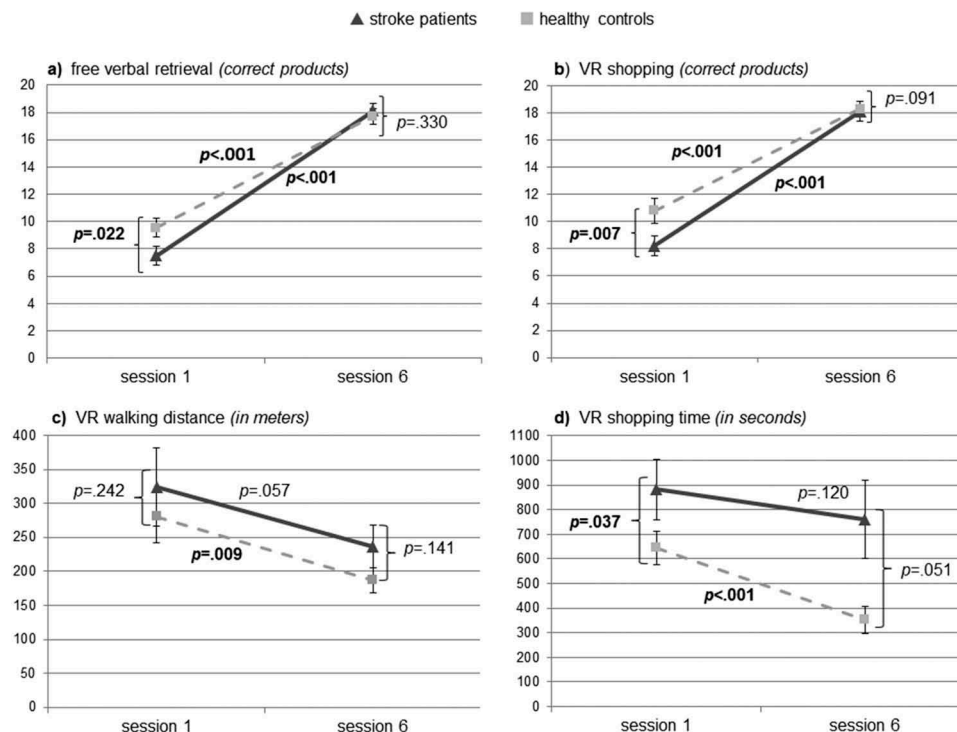 stroke patients healthy controls
a) free verbal retrieval (correct products)
20
18
16
14
12
10
8
6
4
2
0
p=.330
p<.001
p<.001
p=.022
session 1 session 6
b) VR shopping (correct products)
20
18
16
14
12
10
8
6
4
2
0
p=.091
p<.001
p<.001
p=.007
session 1 session 6
c) VR walking distance (in meters)
400
350
300
250
200
150
100
50
0
p=.242
p=.057
p=.009
p=.141
session 1 session 6
d) VR shopping time (in seconds)
1100
1000
900
800
700
600
500
400
300
200
100
0
p=.120
p=.037
p=.051
p<.001
session 1 session 6